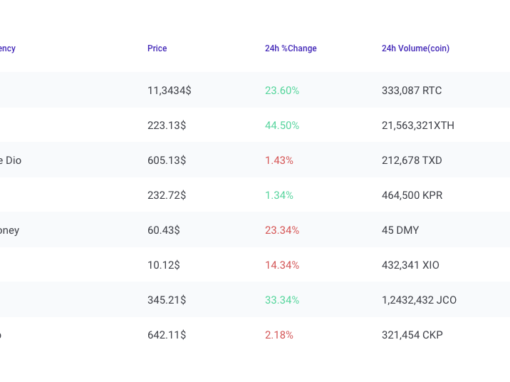 ency Price 24h %Change 24h Volume(coin)
11,3434$ 23.60% 333,087 RTC
223.13$ 44.50% 21,563,321XTH
e Dio 605.13$ 1.43% 212,678 TXD
232.72$ 1.34% 464,500 KPR
oney 60.43$ 23.34% 45 DMY
10.12$ 14.34% 432,341 XIO
345.21$ 33.34% 1,2432,432 JCO
642.11$ 2.18% 321,454 CKP